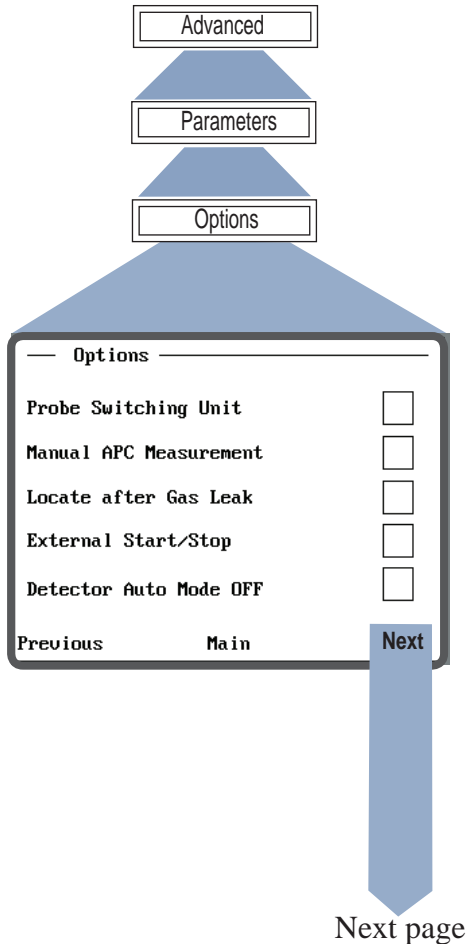 Advanced
Parameters
Options
Options
Probe Switching Unit
Manual APC Measurement
Locate after Gas Leak
External Start/Stop
Detector Auto Mode OFF
Previous Main Next
Next page